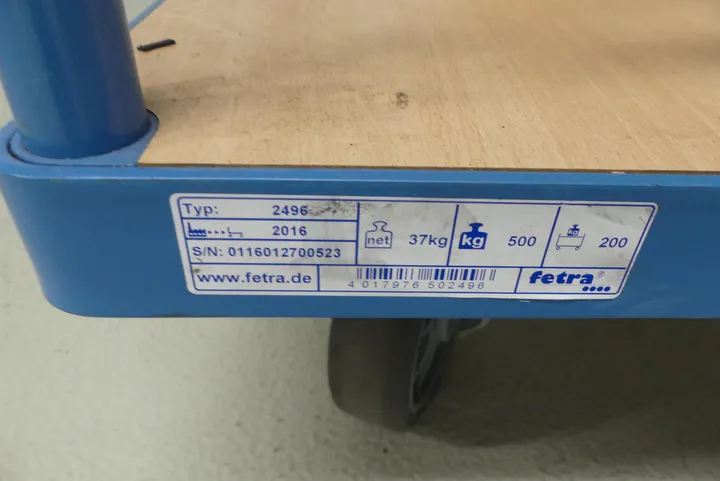 Typ: 2496
2016
S/N: 0116012700523
net 37kg
kg 500
200
www.fetra.de
4 017976 502496
fetra®